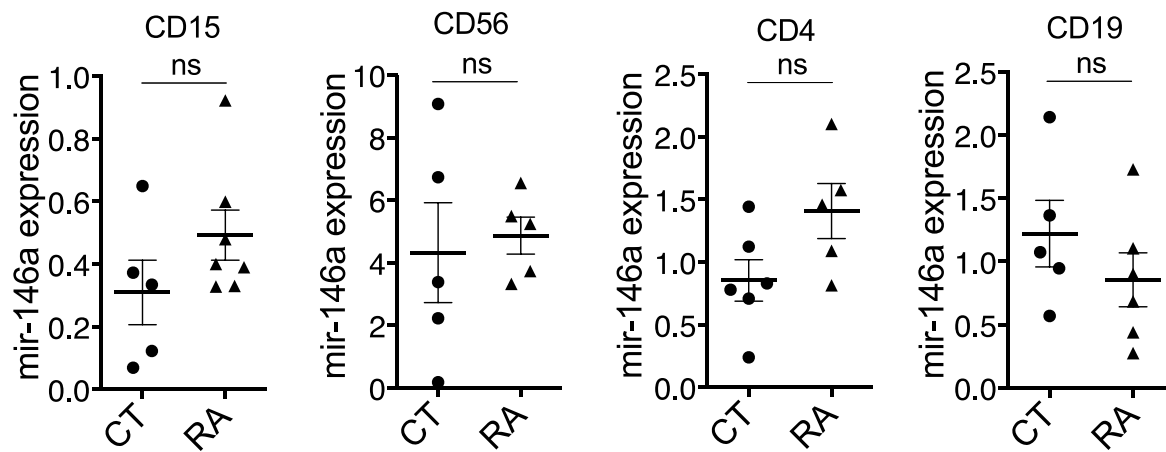 CD15
ns
mir-146a expression
1.0
0.8
0.6
0.4
0.2
0.0
CT
RA
CD56
ns
mir-146a expression
10
8
6
4
2
0
CT
RA
CD4
ns
mir-146a expression
2.5
2.0
1.5
1.0
0.5
0.0
CT
RA
CD19
ns
mir-146a expression
2.5
2.0
1.5
1.0
0.5
0.0
CT
RA